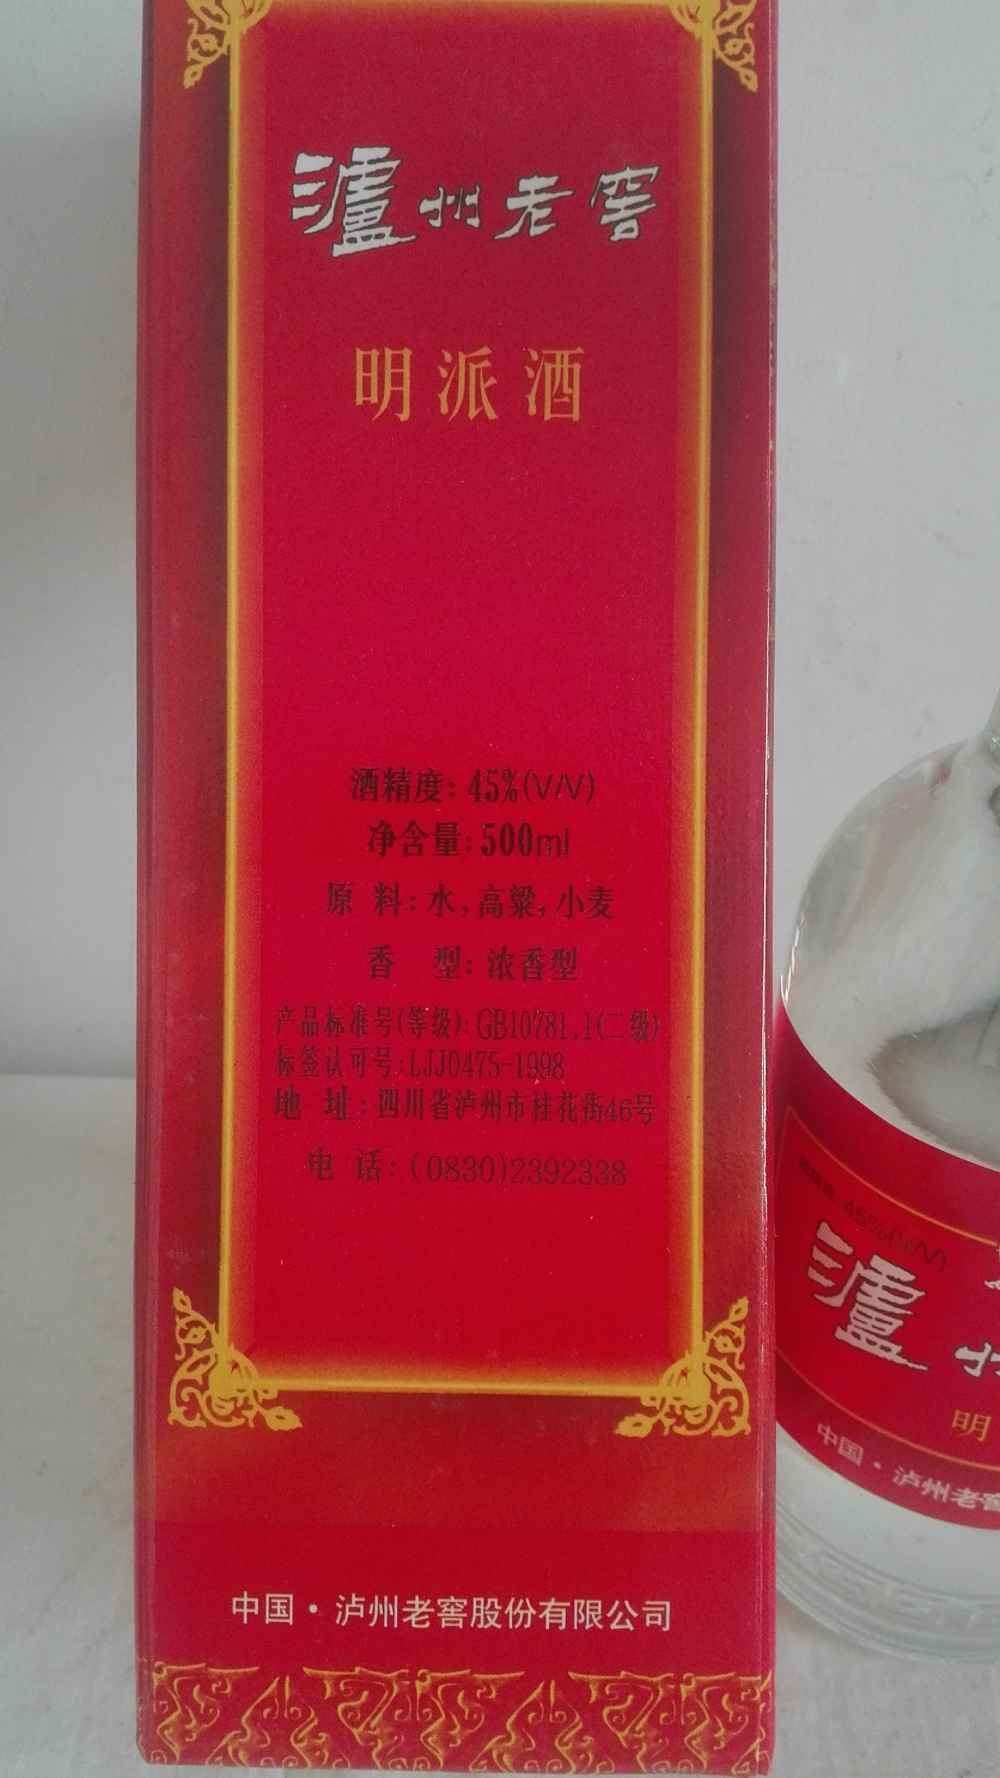 泸州老窖
明派酒
酒精度: 45%(V/V)
净含量: 500ml
原 料: 水, 高粱, 小麦
香 型: 浓香型
产品标准号(等级): GB10781.1(二级)
标签认可号: LJJ0475-1998
地 址: 四川省泸州市桂花街46号
电 话: (0830)2392338
中国·泸州老窖股份有限公司
45%(V/V)
泸州
明
中国·泸州老窖